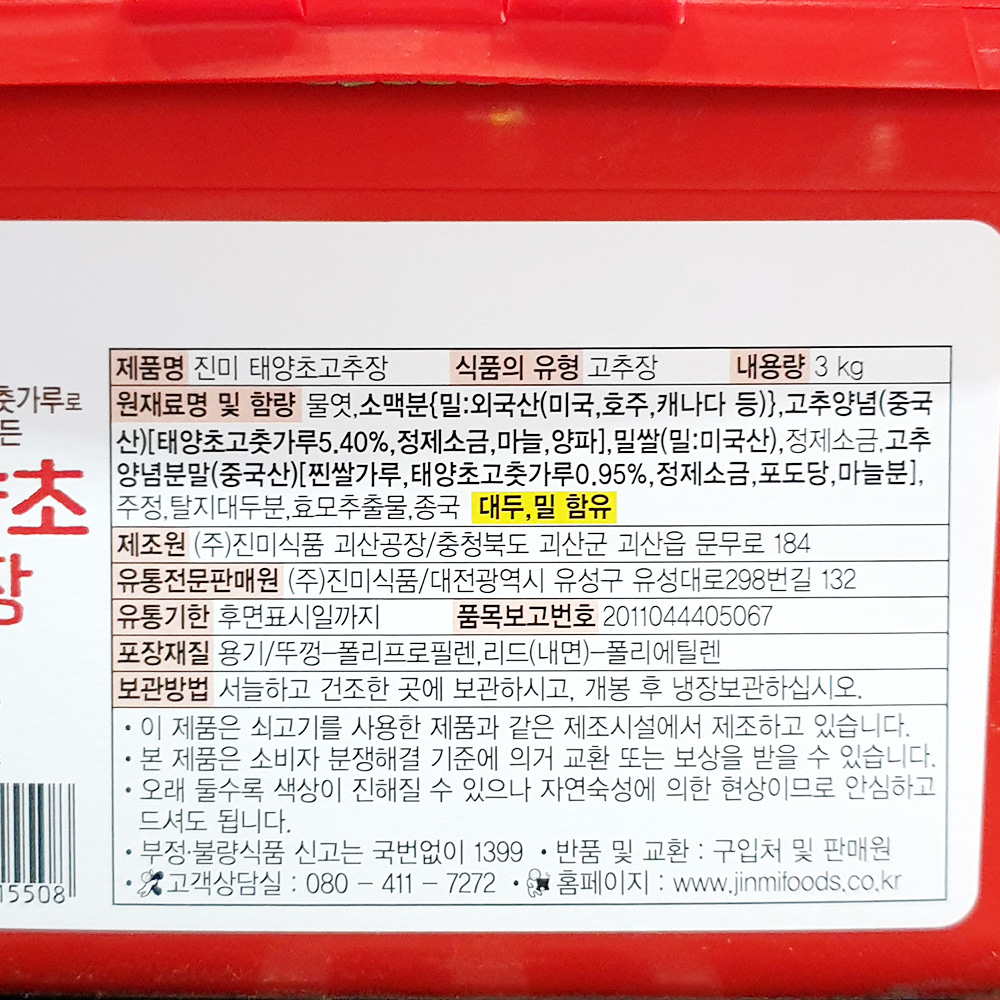 춧가루로
든
초
장
15508
제품명 진미 태양초고추장 식품의 유형 고추장 내용량 3 kg
원재료명 및 함량 물엿,소맥분{밀:외국산(미국,호주,캐나다 등)},고추양념(중국
산)[태양초고춧가루5.40%,정제소금,마늘,양파],밀쌀(밀:미국산),정제소금,고추
양념분말(중국산)[찐쌀가루,태양초고춧가루0.95%,정제소금,포도당,마늘분],
주정,탈지대두분,효모추출물,종국 대두,밀 함유
제조원 (주)진미식품 괴산공장/충청북도 괴산군 괴산읍 문무로 184
유통전문판매원 (주)진미식품/대전광역시 유성구 유성대로298번길 132
유통기한 후면표시일까지 품목보고번호 2011044405067
포장재질 용기/뚜껑-폴리프로필렌,리드(내면)-폴리에틸렌
보관방법 서늘하고 건조한 곳에 보관하시고, 개봉 후 냉장보관하십시오.
• 이 제품은 쇠고기를 사용한 제품과 같은 제조시설에서 제조하고 있습니다.
• 본 제품은 소비자 분쟁해결 기준에 의거 교환 또는 보상을 받을 수 있습니다.
• 오래 둘수록 색상이 진해질 수 있으나 자연숙성에 의한 현상이므로 안심하고
드셔도 됩니다.
• 부정·불량식품 신고는 국번없이 1399 • 반품 및 교환 : 구입처 및 판매원
• 고객상담실 : 080 - 411 - 7272 • 홈페이지 : www.jinmifoods.co.kr